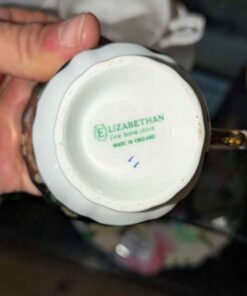 ELIZABETHAN
fine bone china
MADE IN ENGLAND